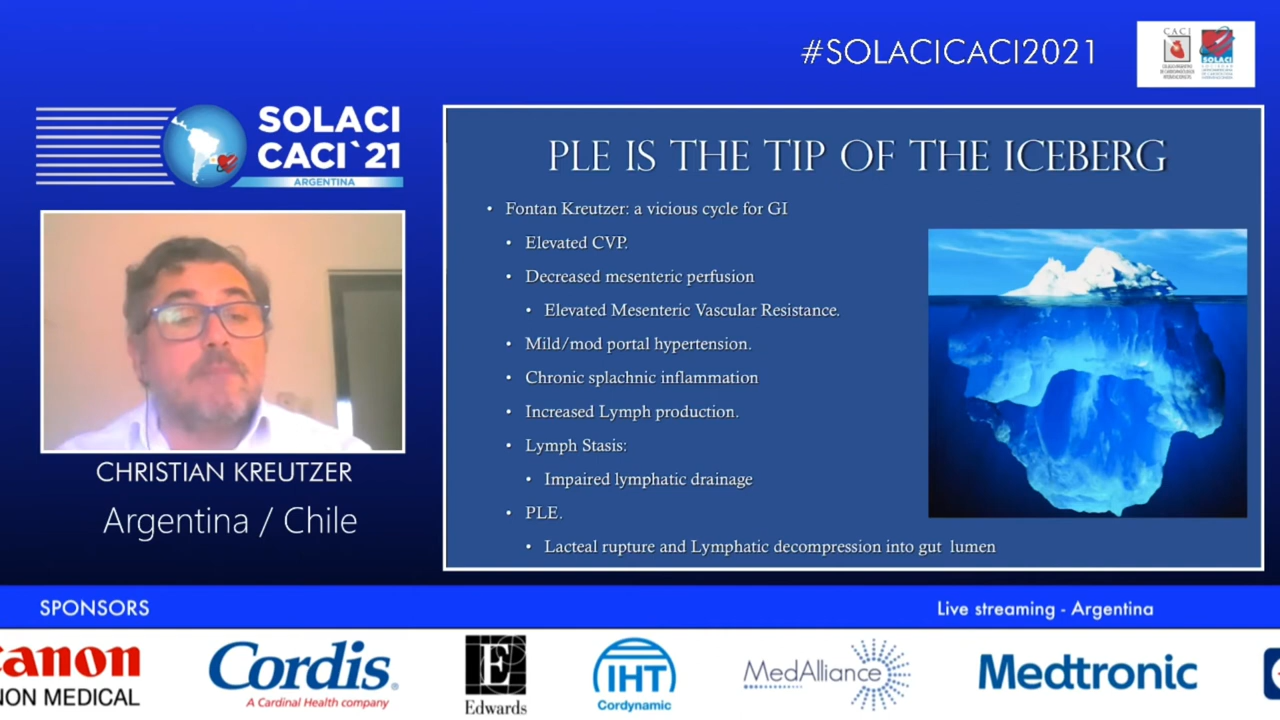 #SOLACICACI2021
CACI
SOLACI
SOLACI
CACI`21
ARGENTINA
PLE IS THE TIP OF THE ICEBERG
• Fontan Kreutzer: a vicious cycle for GI
• Elevated CVP.
• Decreased mesenteric perfusion
• Elevated Mesenteric Vascular Resistance.
• Mild/mod portal hypertension.
• Chronic splachnic inflammation
• Increased Lymph production.
• Lymph Stasis:
• Impaired lymphatic drainage
• PLE.
• Lacteal rupture and Lymphatic decompression into gut lumen
CHRISTIAN KREUTZER
Argentina / Chile
SPONSORS
Live streaming - Argentina
anon
NON MEDICAL
Cordis.
A Cardinal Health company
E
Edwards
IHT
Cordynamic
MedAlliance
Medtronic